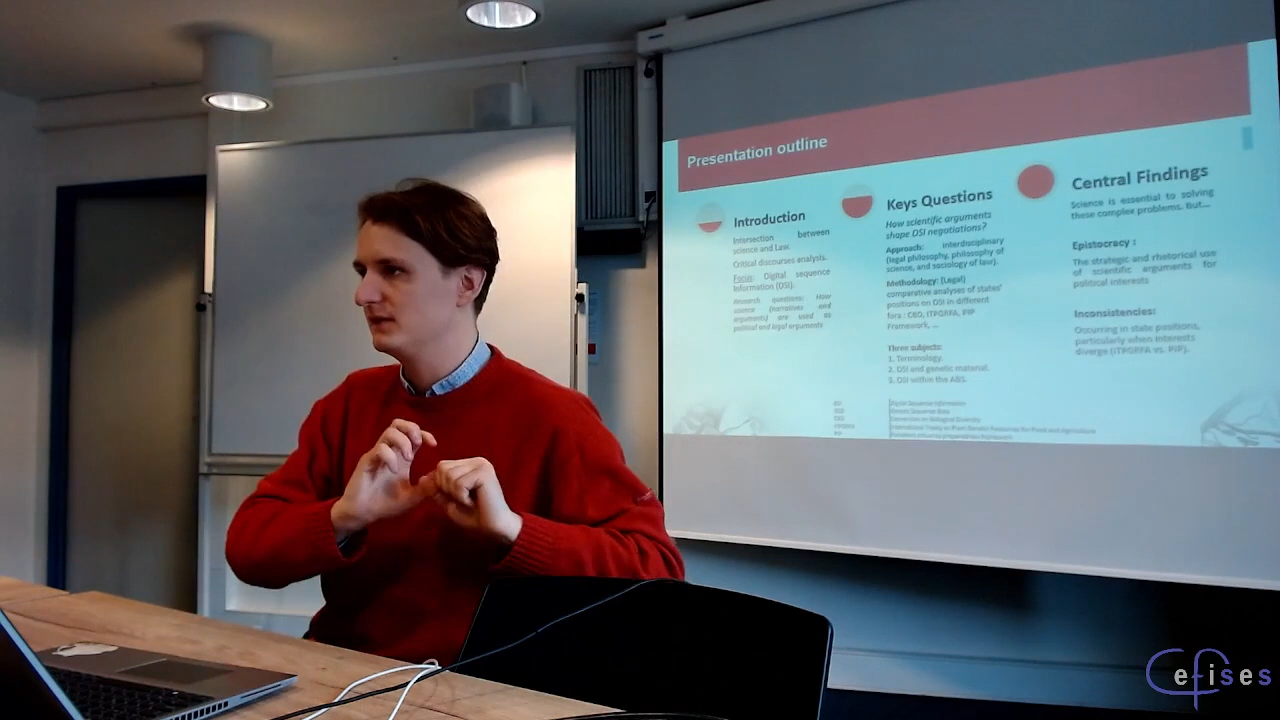 Presentation outline
Introduction
Intersection between
science and Law.
Critical discourses analysis.
Focus: Digital sequence
Information (DSI).
Research questions: How
science (narratives and
arguments) are used as
political and legal arguments
Keys Questions
How scientific arguments
shape DSI negotiations?
Approach: interdisciplinary
(legal philosophy, philosophy of
science, and sociology of law).
Methodology: (Legal)
comparative analyses of states'
positions on DSI in different
fora : CBD, ITPGRFA, PIP
Framework, ...
Three subjects:
1. Terminology.
2. DSI and genetic material.
3. DSI within the ABS.
Central Findings
Science is essential to solving
these complex problems. But...
Epistocracy :
The strategic and rhetorical use
of scientific arguments for
political interests
Inconsistencies:
Occurring in state positions,
particularly when interests
diverge (ITPGRFA vs. PIP).
Digital Sequence Information
Genetic Sequence Data
Convention on Biological Diversity
International Treaty on Plant Genetic Resources for Food and Agriculture
Cefises